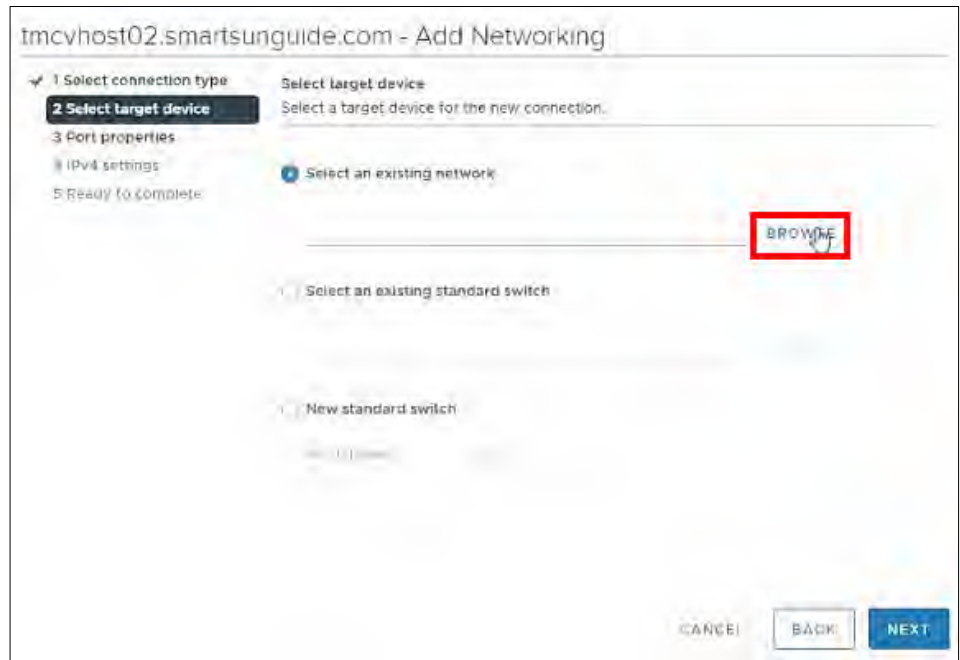 tmcvhost02.smartsunguide.com - Add Networking
1 Select connection type
2 Select target device
3 Port properties
4 IPv4 settings
5 Ready to complete
Select target device
Select a target device for the new connection.
Select an existing network
BROWSE
Select an existing standard switch
New standard switch
CANCEL
BACK
NEXT